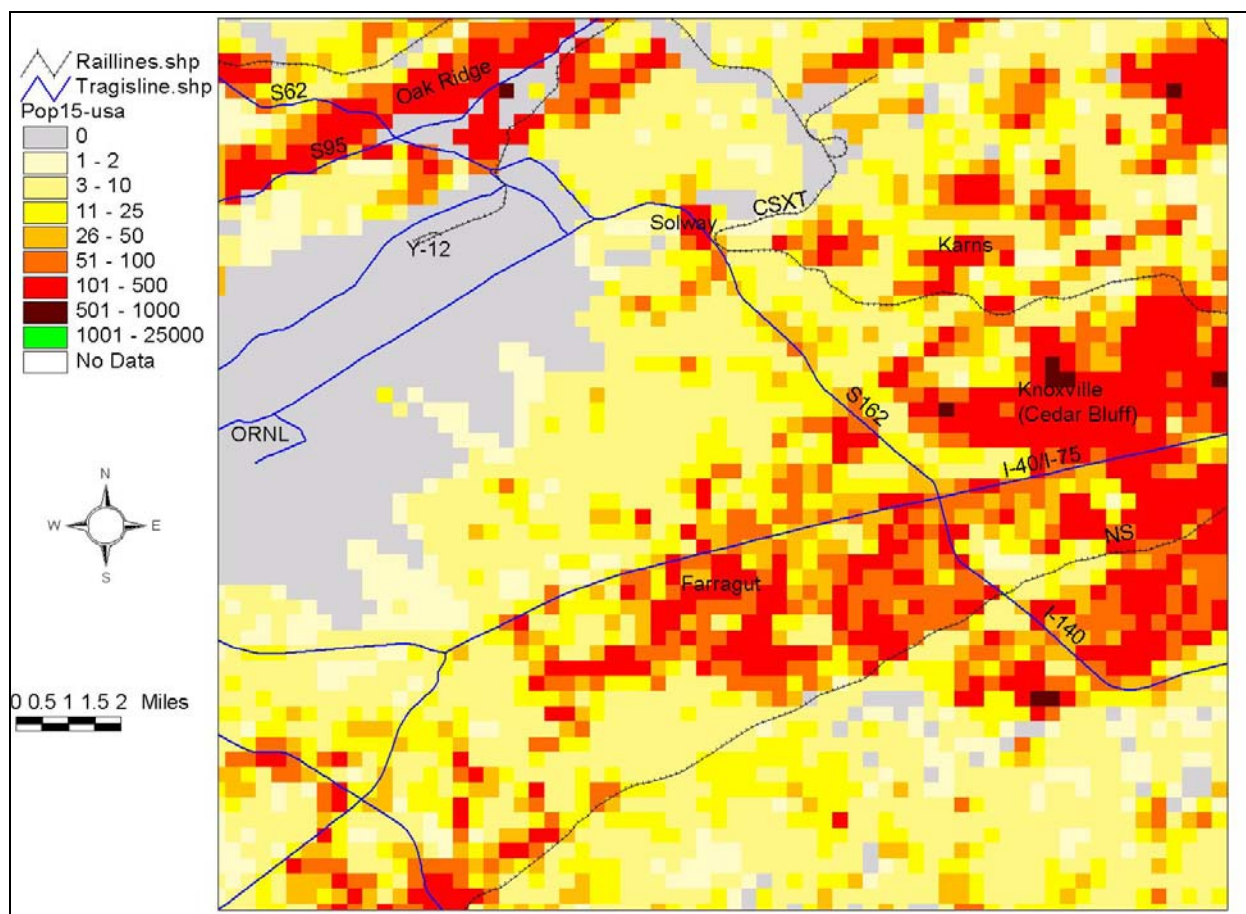 Raillines.shp
Tragisline.shp
Pop15-usa
0
1 - 2
3 - 10
11 - 25
26 - 50
51 - 100
101 - 500
501 - 1000
1001 - 25000
No Data
N
W
E
S
0 0.5 1 1.5 2 Miles
S62
Oak Ridge
S95
Y-12
Solway
CSXT
Karns
ORNL
S162
Knoxville
(Cedar Bluff)
I-40/I-75
NS
Farragut
I-140